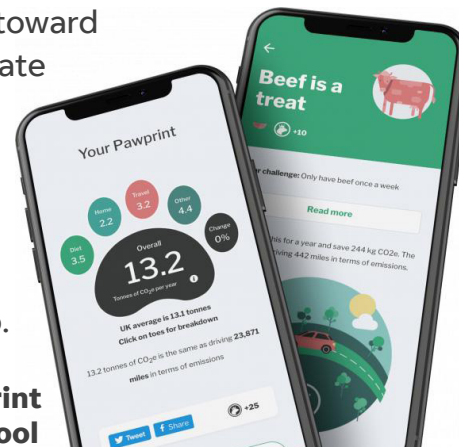 toward
ate
Your Pawprint
Diet
3.5
Home
2.2
Travel
3.2
Other
4.4
Change
0%
Overall
13.2
Tonnes of CO2e per year
UK average is 13.1 tonnes
Click on toes for breakdown
13.2 tonnes of CO2e is the same as driving 23,871
miles in terms of emissions
+25
Tweet
Share
Beef is a
treat
+10
r challenge: Only have beef once a week
Read more
his for a year and save 244 kg CO2e. The
iving 442 miles in terms of emissions.
.
rint
ool